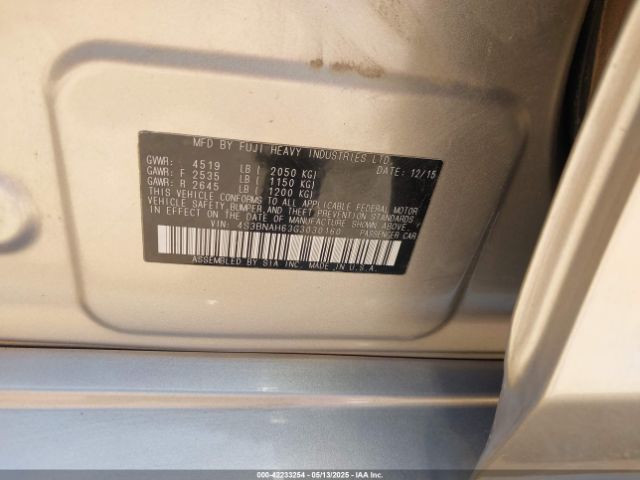 MFD BY FUJI HEAVY INDUSTRIES LTD.
GVWR: 4519 LB ( 2050 KG) DATE: 12/15
GAWR: F 2535 LB ( 1150 KG)
GAWR: R 2645 LB ( 1200 KG)
THIS VEHICLE CONFORMS TO ALL APPLICABLE FEDERAL MOTOR
VEHICLE SAFETY, BUMPER, AND THEFT PREVENTION STANDARDS
IN EFFECT ON THE DATE OF MANUFACTURE SHOWN ABOVE.
VIN: 4S3BNAH63G3030160 PASSENGER CAR
ASSEMBLED BY SIA INC. MADE IN U.S.A.
000-42233254 05/13/2025 - IAA Inc.